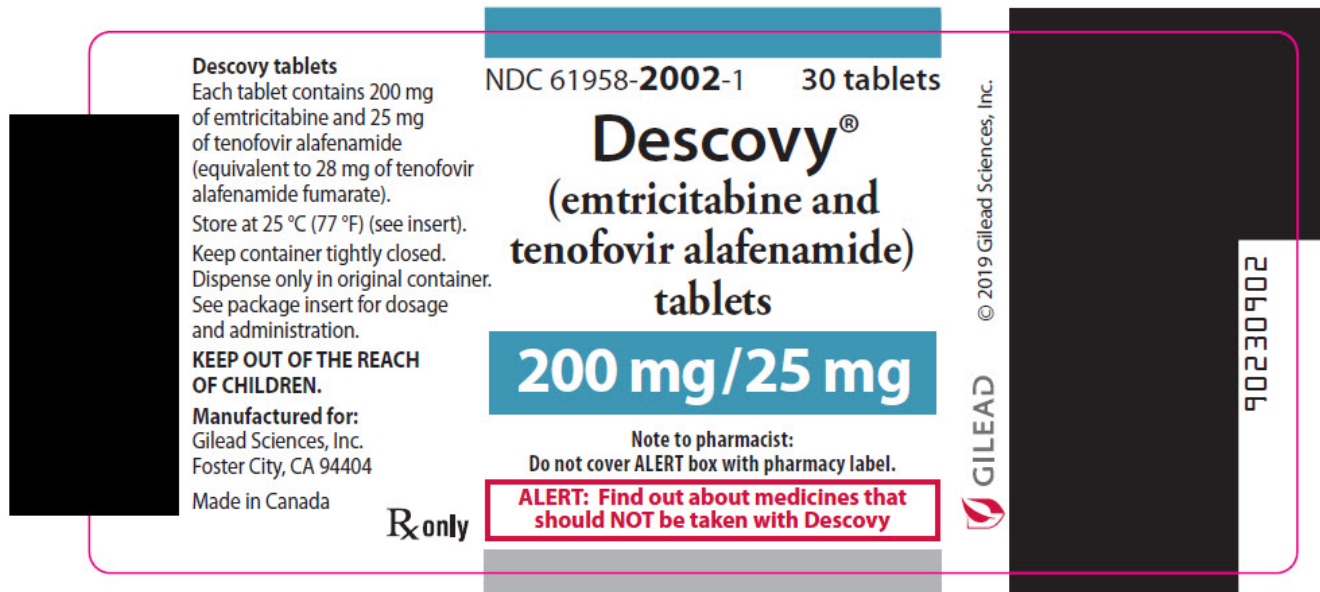 Descovy tablets
Each tablet contains 200 mg
of emtricitabine and 25 mg
of tenofovir alafenamide
(equivalent to 28 mg of tenofovir
alafenamide fumarate).
Store at 25 °C (77 °F) (see insert).
Keep container tightly closed.
Dispense only in original container.
See package insert for dosage
and administration.
KEEP OUT OF THE REACH
OF CHILDREN.
Manufactured for:
Gilead Sciences, Inc.
Foster City, CA 94404
Made in Canada
Rx only
NDC 61958-2002-1 30 tablets
Descovy®
(emtricitabine and
tenofovir alafenamide)
tablets
200 mg/25 mg
Note to pharmacist:
Do not cover ALERT box with pharmacy label.
ALERT: Find out about medicines that
should NOT be taken with Descovy
GILEAD © 2019 Gilead Sciences, Inc.
209030206